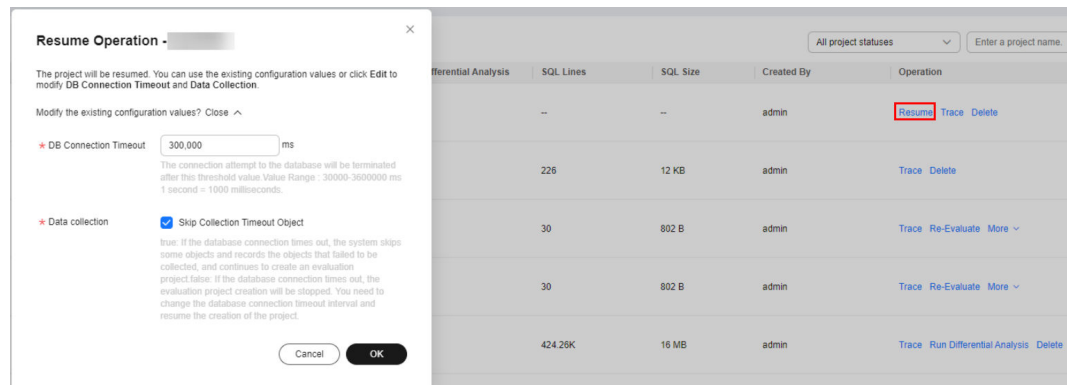 Resume Operation -
The project will be resumed. You can use the existing configuration values or click Edit to
modify DB Connection Timeout and Data Collection.
Modify the existing configuration values? Close
* DB Connection Timeout 300,000 ms
The connection attempt to the database will be terminated
after this threshold value.Value Range : 30000-3600000 ms
1 second = 1000 milliseconds.
* Data collection Skip Collection Timeout Object
true: If the database connection times out, the system skips
some objects and records the objects that failed to be
collected, and continues to create an evaluation
project.false: If the database connection times out, the
evaluation project creation will be stopped. You need to
change the database connection timeout interval and
resume the creation of the project.
Cancel OK
All project statuses Enter a project name.
fferential Analysis SQL Lines SQL Size Created By Operation
-- -- admin Resume Trace Delete
226 12 KB admin Trace Delete
30 802 B admin Trace Re-Evaluate More
30 802 B admin Trace Re-Evaluate More
424.26K 16 MB admin Trace Run Differential Analysis Delete